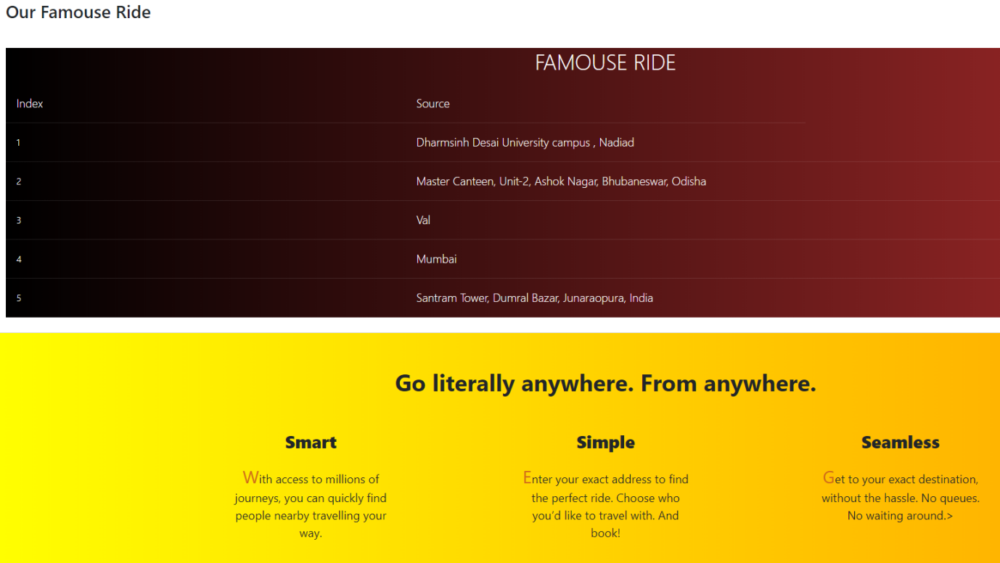 Our Famouse Ride
FAMOUSE RIDE
Index Source
1 Dharmsinh Desai University campus , Nadiad
2 Master Canteen, Unit-2, Ashok Nagar, Bhubaneswar, Odisha
3 Val
4 Mumbai
5 Santram Tower, Dumral Bazar, Junaraopura, India
Go literally anywhere. From anywhere.
Smart
With access to millions of
journeys, you can quickly find
people nearby travelling your
way.
Simple
Enter your exact address to find
the perfect ride. Choose who
you’d like to travel with. And
book!
Seamless
Get to your exact destination,
without the hassle. No queues.
No waiting around.>